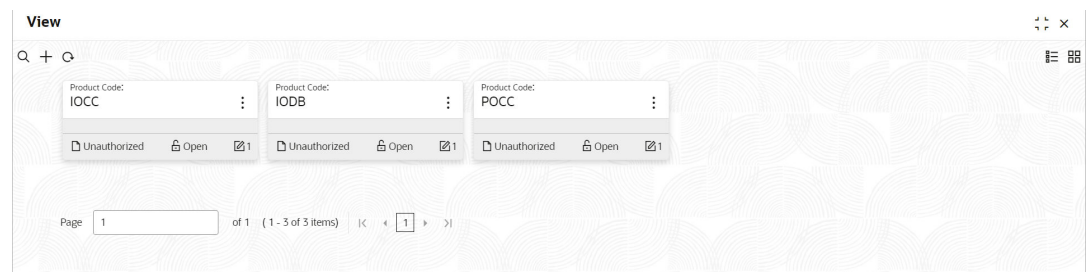 View
Product Code: Product Code: Product Code:
IOCC IODB POCC
Unauthorized Open 1 Unauthorized Open 1 Unauthorized Open 1
Page 1 of 1 ( 1 - 3 of 3 items) 1